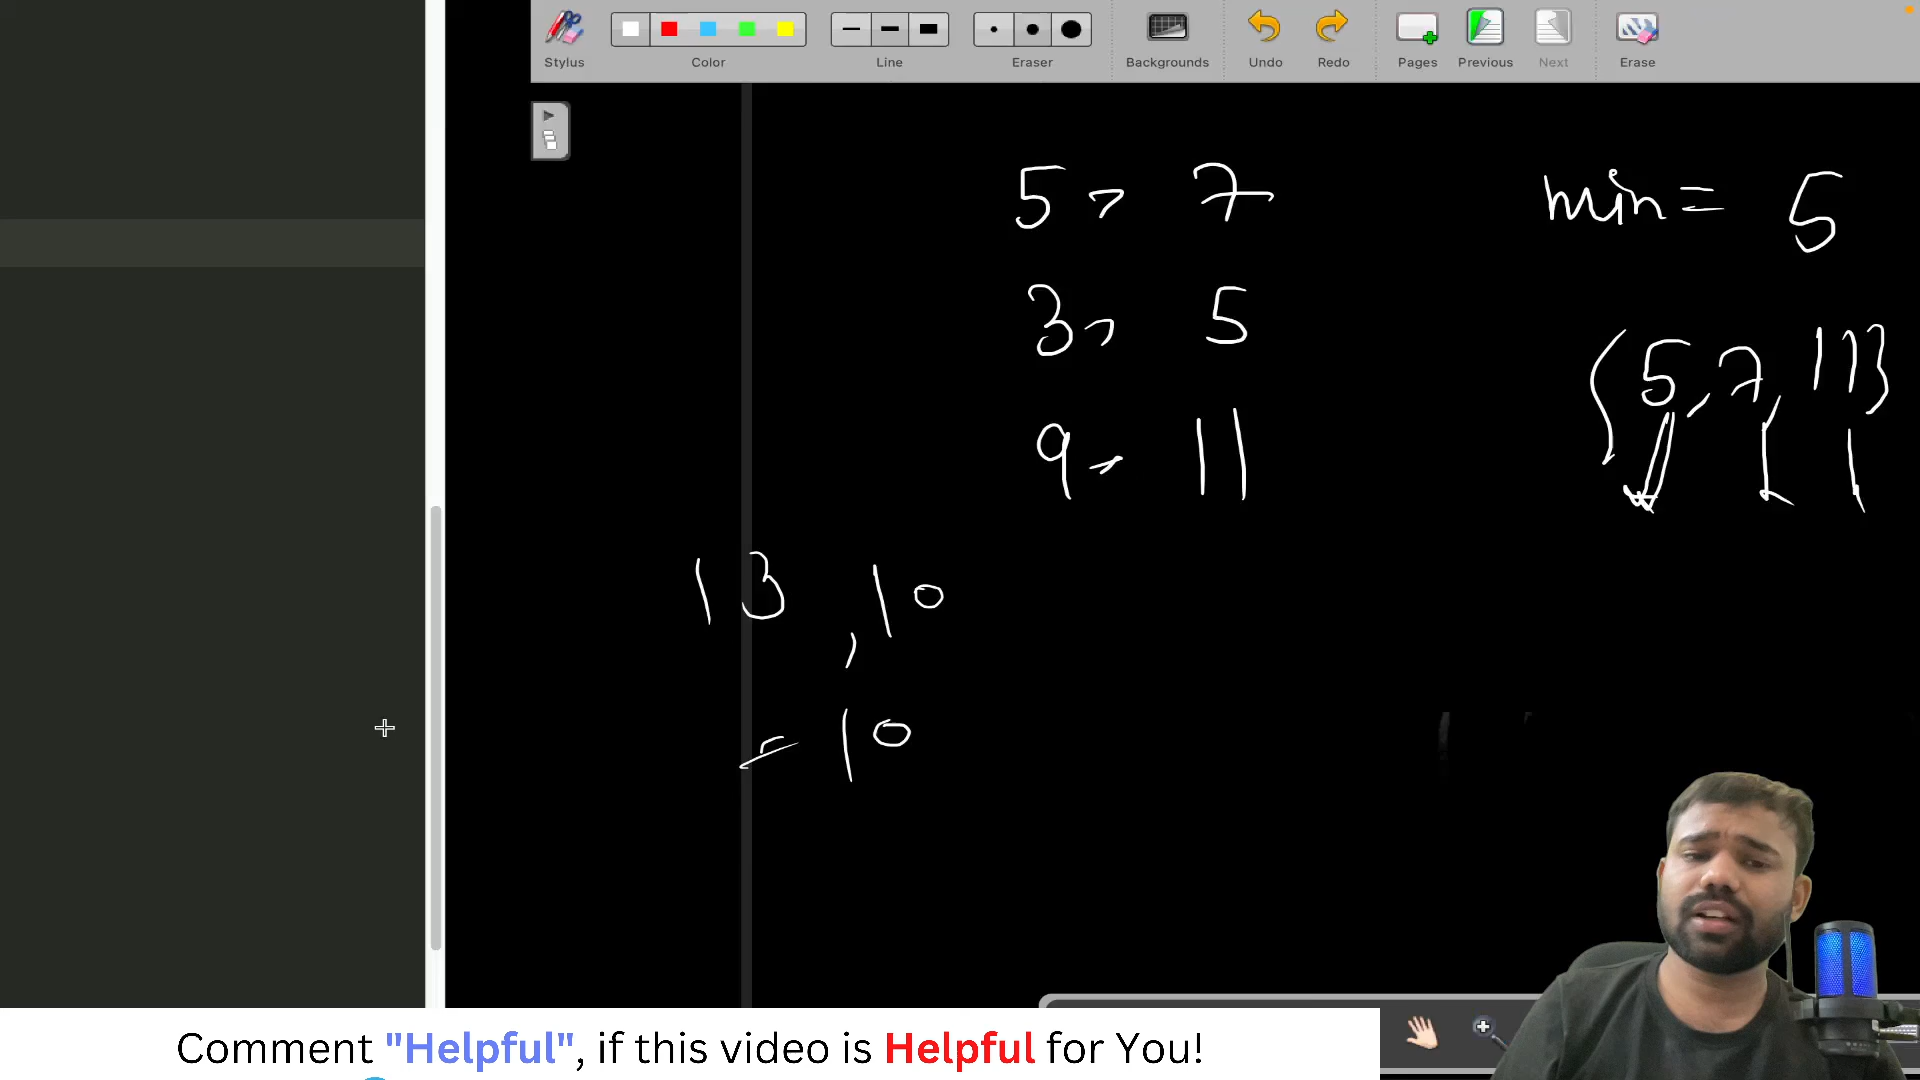 Stylus Color Line Eraser Backgrounds Undo Redo Pages Previous Next Erase
5, 7 min = 5
3, 5
{5, 7, 11}
9, 11
13, 10
= 10
Comment "Helpful", if this video is Helpful for You!